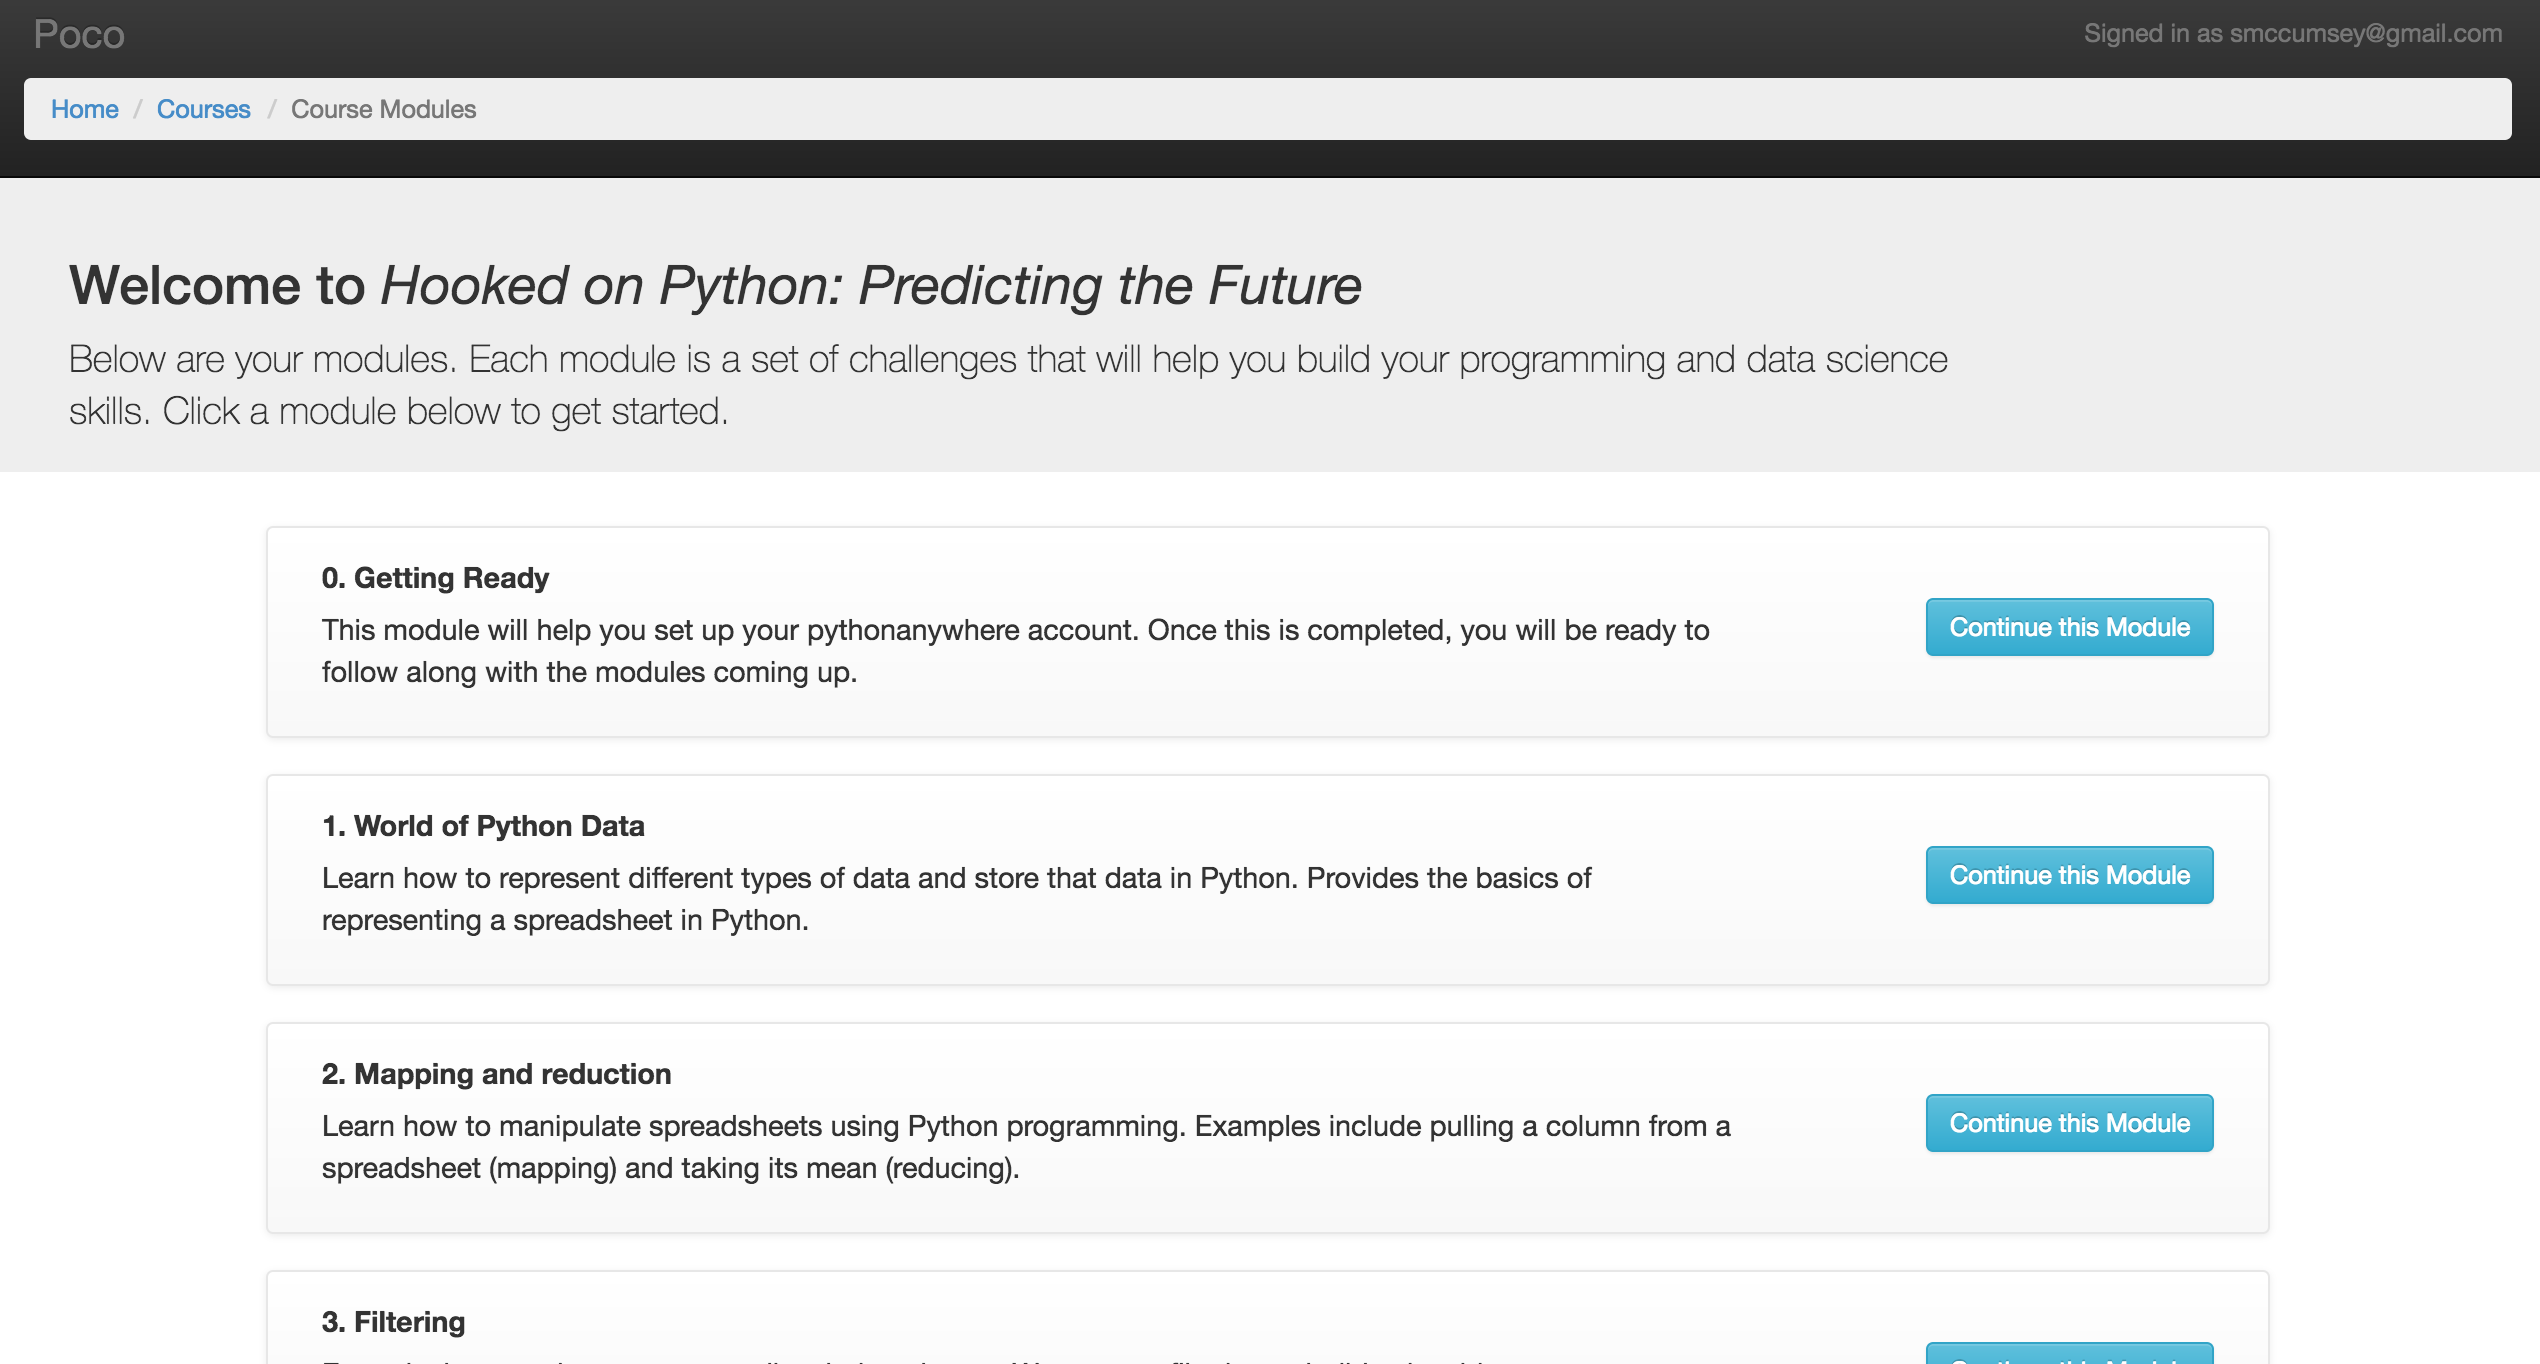 Poco
Signed in as smccumsey@gmail.com
Home / Courses / Course Modules
Welcome to Hooked on Python: Predicting the Future
Below are your modules. Each module is a set of challenges that will help you build your programming and data science
skills. Click a module below to get started.
0. Getting Ready
This module will help you set up your pythonanywhere account. Once this is completed, you will be ready to
follow along with the modules coming up.
Continue this Module
1. World of Python Data
Learn how to represent different types of data and store that data in Python. Provides the basics of
representing a spreadsheet in Python.
Continue this Module
2. Mapping and reduction
Learn how to manipulate spreadsheets using Python programming. Examples include pulling a column from a
spreadsheet (mapping) and taking its mean (reducing).
Continue this Module
3. Filtering